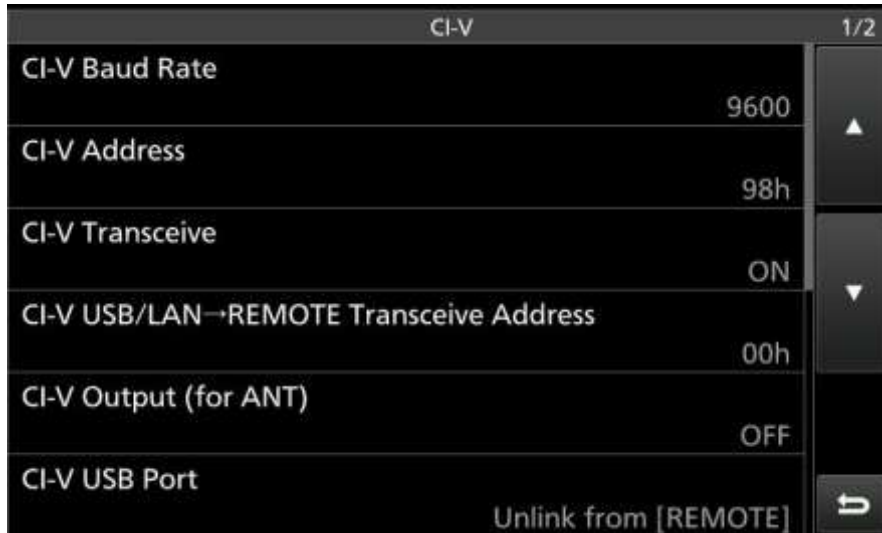 CI-V 1/2
CI-V Baud Rate
9600
CI-V Address
98h
CI-V Transceive
ON
CI-V USB/LAN→REMOTE Transceive Address
00h
CI-V Output (for ANT)
OFF
CI-V USB Port
Unlink from [REMOTE]